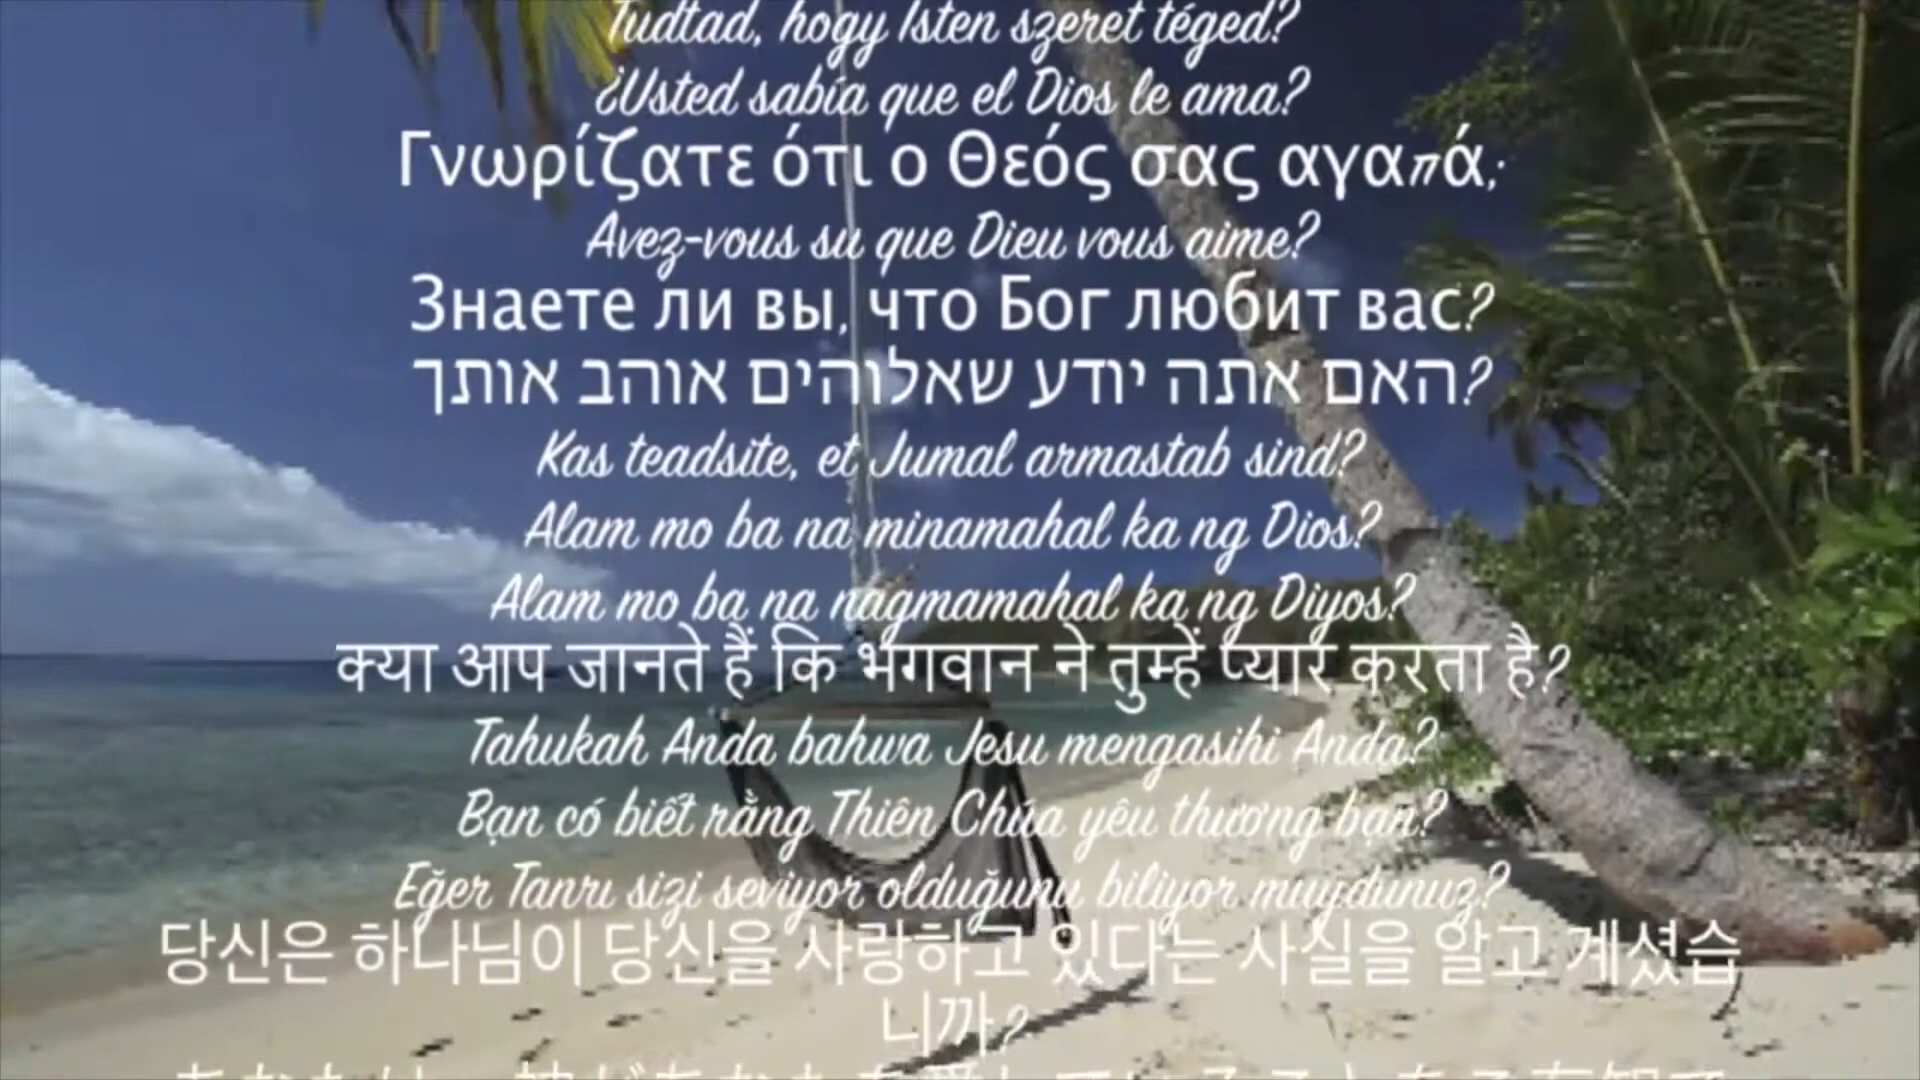 Tudtad, hogy Isten szeret téged?
¿Usted sabía que el Dios le ama?
Γνωρίζατε ότι ο Θεός σας αγαπά;
Avez-vous su que Dieu vous aime?
Знаете ли вы, что Бог любит вас?
האם אתה יודע שאלוהים אוהב אותך?
Kas teadsite, et Jumal armastab sind?
Alam mo ba na minamahal ka ng Dios?
Alam mo ba na nagmamahal ka ng Diyos?
क्या आप जानते हैं कि भगवान ने तुम्हें प्यार करता है?
Tahukah Anda bahwa Jesu mengasihi Anda?
Bạn có biết rằng Thiên Chúa yêu thương bạn?
Eğer Tanrı sizi seviyor olduğunu biliyor muydunuz?
당신은 하나님이 당신을 사랑하고 있다는 사실을 알고 계셨습
니까?